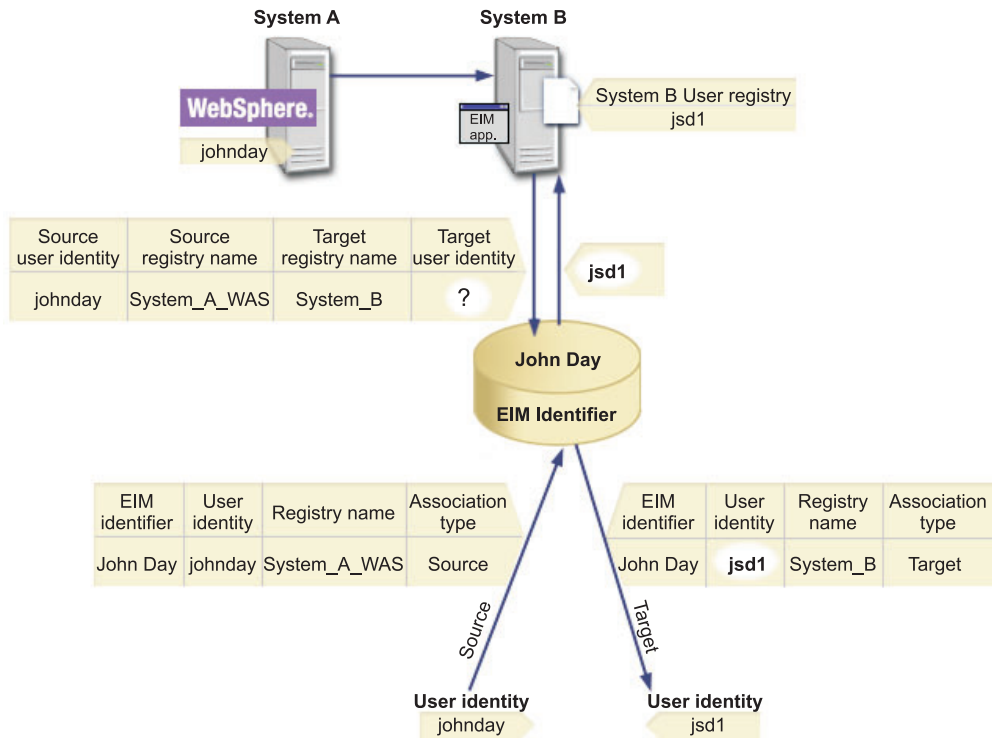 System A
System B
WebSphere.
johnday
EIM
app.
System B User registry
jsd1
Source
user identity
Source
registry name
Target
registry name
Target
user identity
johnday
System_A_WAS
System_B
?
jsd1
John Day
EIM Identifier
EIM
identifier
User
identity
Registry name
Association
type
John Day
johnday
System_A_WAS
Source
EIM
identifier
User
identity
Registry
name
Association
type
John Day
jsd1
System_B
Target
Source
Target
User identity
johnday
User identity
jsd1